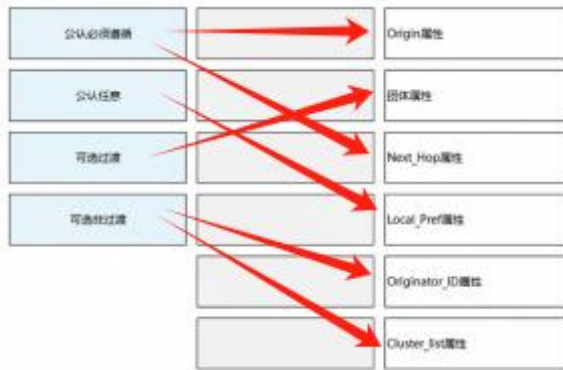 公认必须遵循
Origin属性
公认任意
团体属性
可选过渡
Next_Hop属性
可选非过渡
Local_Pref属性
Originator_ID属性
Cluster_list属性